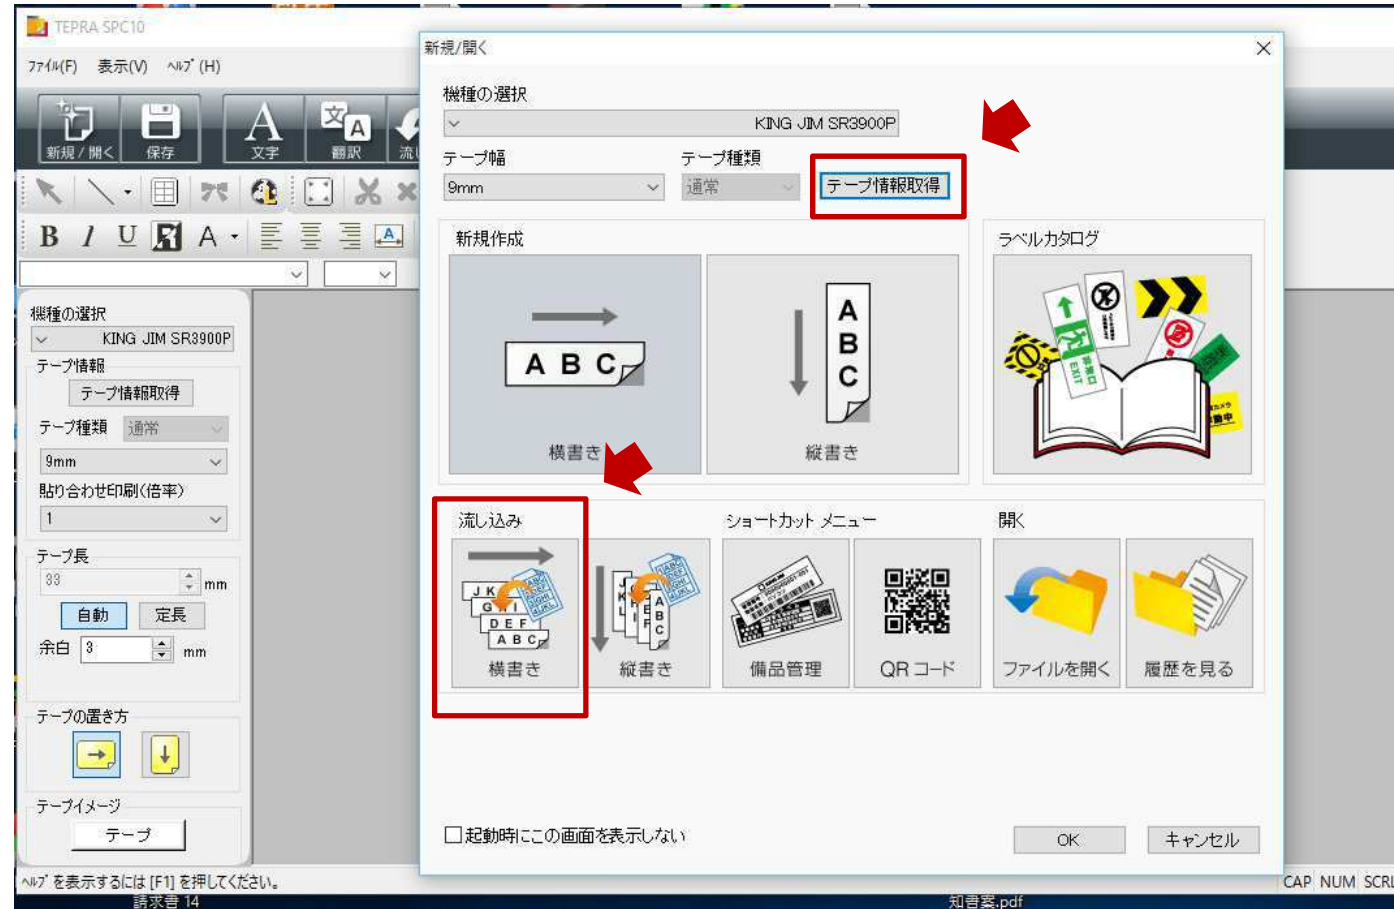 TEPRA SPC10
ﾌｧｲﾙ(F) 表示(V) ﾍﾙﾌﾟ(H)
新規/開く 保存 文字 翻訳 流し
B I U A
機種の選択
KING JIM SR3900P
テープ情報
テープ情報取得
テープ種類 通常
9mm
貼り合わせ印刷(倍率)
1
テープ長
33 mm
自動 定長
余白 3 mm
テープの置き方
テープイメージ
テープ
新規/開く
機種の選択
KING JIM SR3900P
テープ幅 テープ種類
9mm 通常 テープ情報取得
新規作成
A B C
横書き
A
B
C
縦書き
ラベルカタログ
EXIT 非常口
流し込み
J K
G H I
D E F
A B C
横書き
縦書き
ショートカット メニュー
備品管理
QR コード
開く
ファイルを開く
履歴を見る
起動時にこの画面を表示しない
OK キャンセル
ﾍﾙﾌﾟを表示するには [F1] を押してください。
CAP NUM SCRL
請求書 14
知書案.pdf